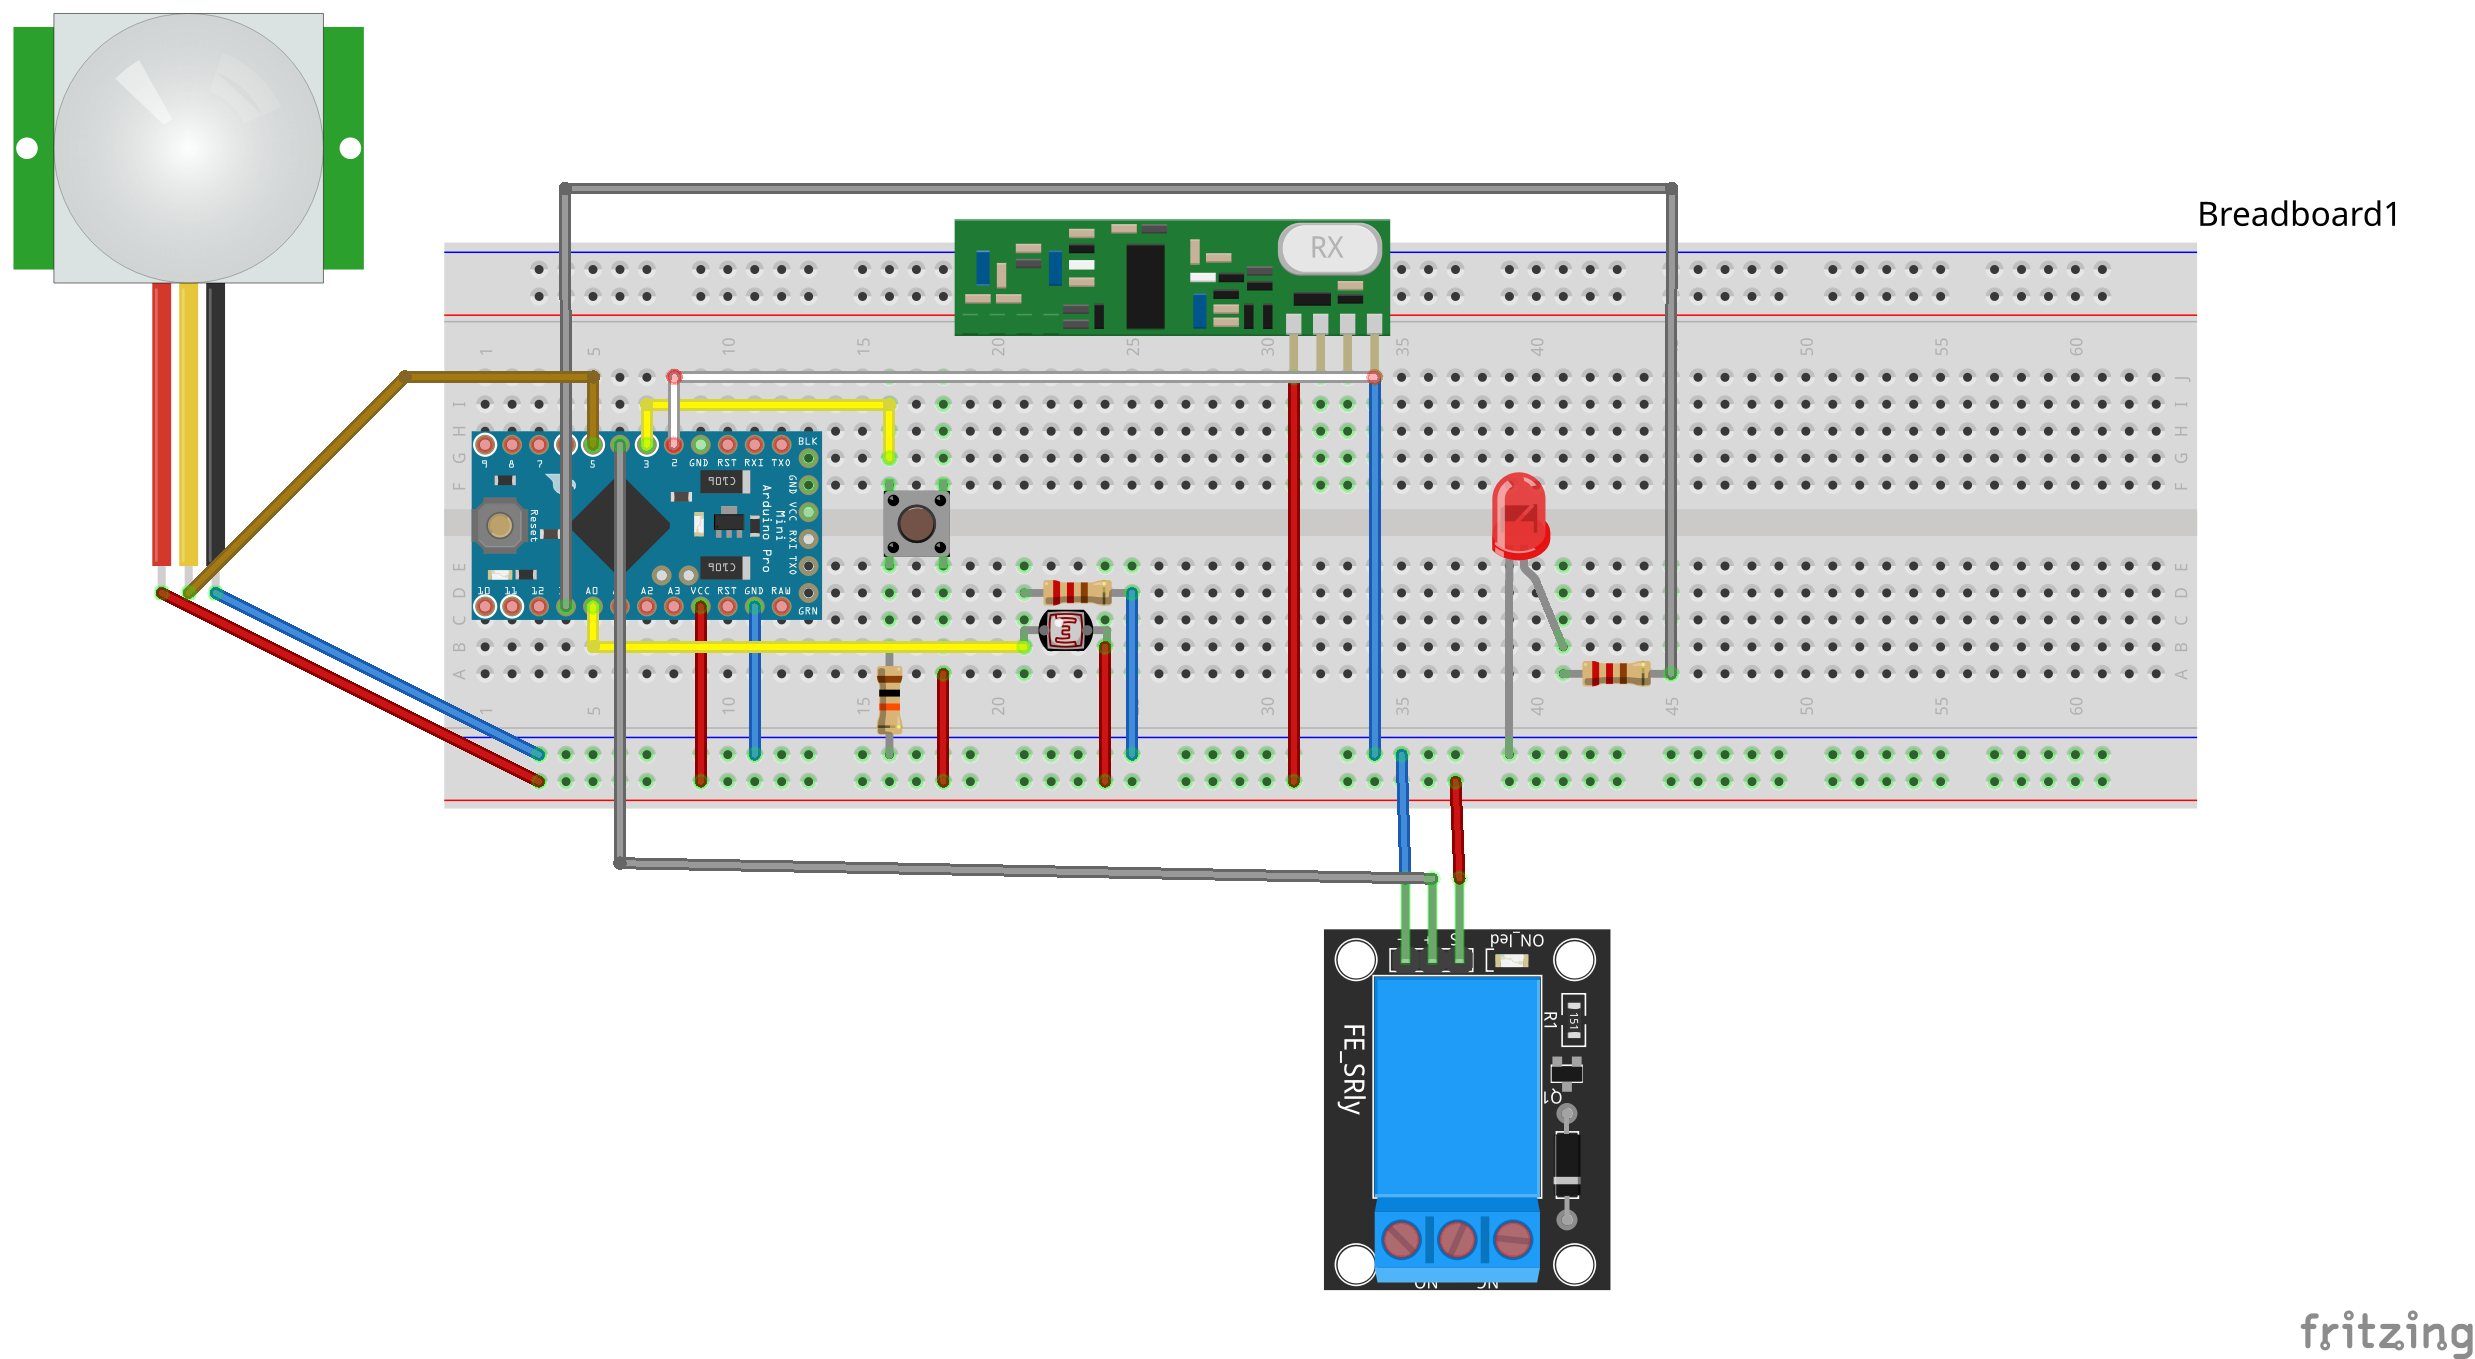 Breadboard1
RX
1
5
10
15
20
25
30
35
40
50
55
60
J
I
H
G
F
E
D
C
B
A
J
I
H
G
F
E
D
C
B
A
9 8 7 5 3 2 GND RST RXI TXO BLK
GND VCC RXI TXO
Arduino Pro
Mini
Reset
10 11 12 A0 A2 A3 VCC RST GND RAW GRN
1
5
10
15
20
30
35
40
45
50
55
60
- + S ON_led
FE_SRly
R1
151
Q1
NO NC
fritzing